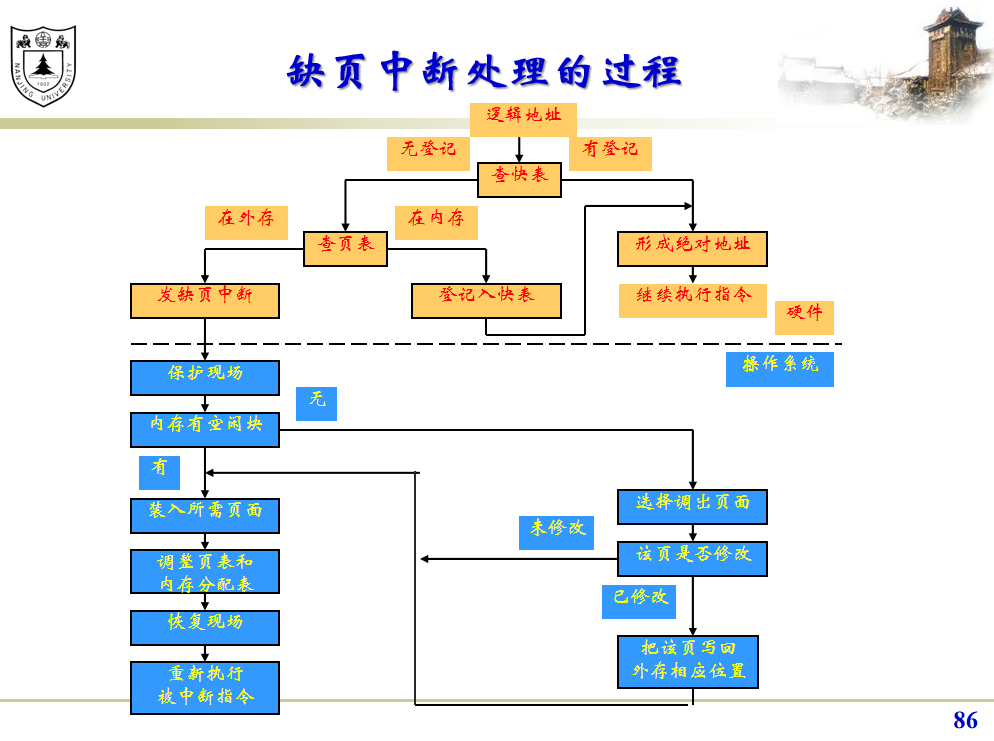 缺页中断处理的过程
NANJING UNIVERSITY
1902
逻辑地址
无登记
有登记
查快表
在外存
在内存
查页表
形成绝对地址
发缺页中断
登记入快表
继续执行指令
硬件
操作系统
保护现场
无
内存有空闲块
有
装入所需页面
选择调出页面
未修改
该页是否修改
调整页表和
内存分配表
已修改
恢复现场
把该页写回
外存相应位置
重新执行
被中断指令
86